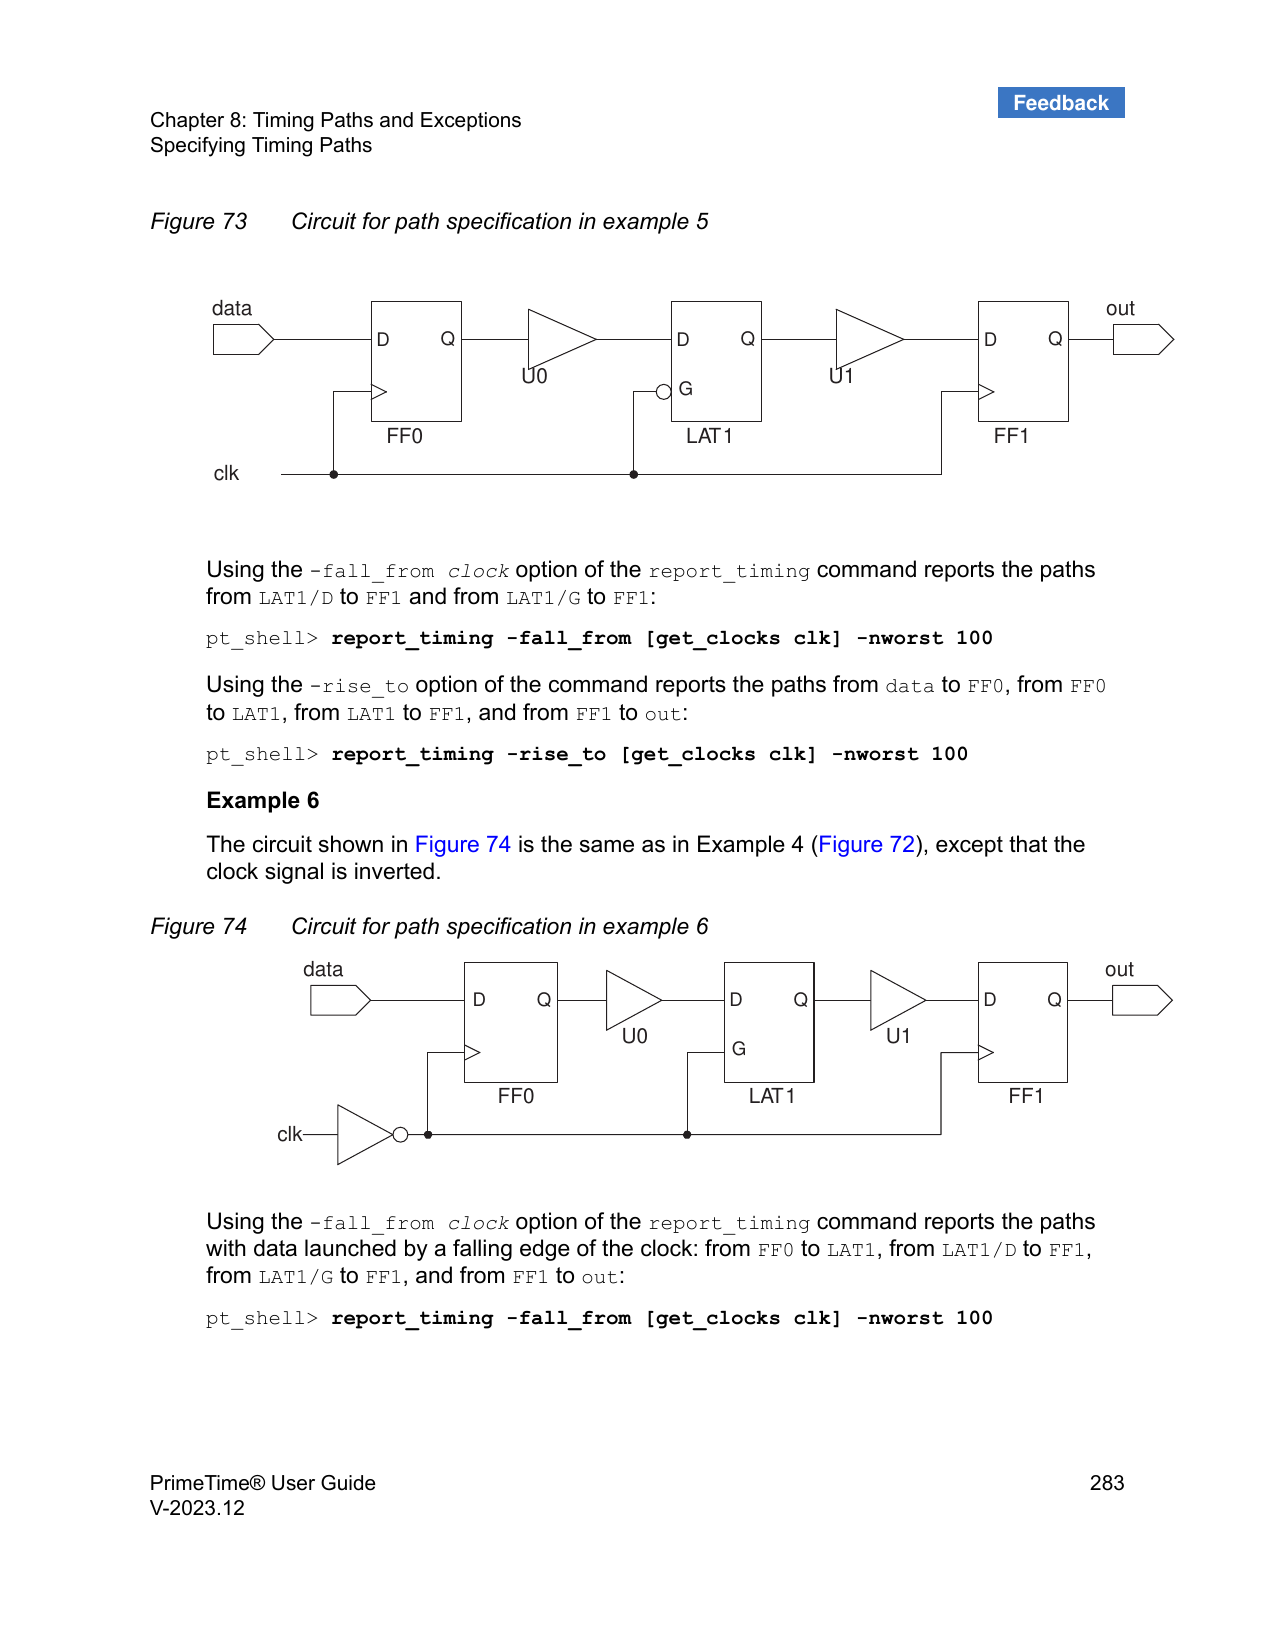 Feedback
Chapter 8: Timing Paths and Exceptions
Specifying Timing Paths
Figure 73 Circuit for path specification in example 5
data out
D Q D Q D Q
U0 U1
G
FF0 LAT1 FF1
clk
Using the -fall_from clock option of the report_timing command reports the paths
from LAT1/D to FF1 and from LAT1/G to FF1:
pt_shell> report_timing -fall_from [get_clocks clk] -nworst 100
Using the -rise_to option of the command reports the paths from data to FF0, from FF0
to LAT1, from LAT1 to FF1, and from FF1 to out:
pt_shell> report_timing -rise_to [get_clocks clk] -nworst 100
Example 6
The circuit shown in Figure 74 is the same as in Example 4 (Figure 72), except that the
clock signal is inverted.
Figure 74 Circuit for path specification in example 6
data out
D Q D Q D Q
U0 U1
G
FF0 LAT1 FF1
clk
Using the -fall_from clock option of the report_timing command reports the paths
with data launched by a falling edge of the clock: from FF0 to LAT1, from LAT1/D to FF1,
from LAT1/G to FF1, and from FF1 to out:
pt_shell> report_timing -fall_from [get_clocks clk] -nworst 100
PrimeTime® User Guide 283
V-2023.12